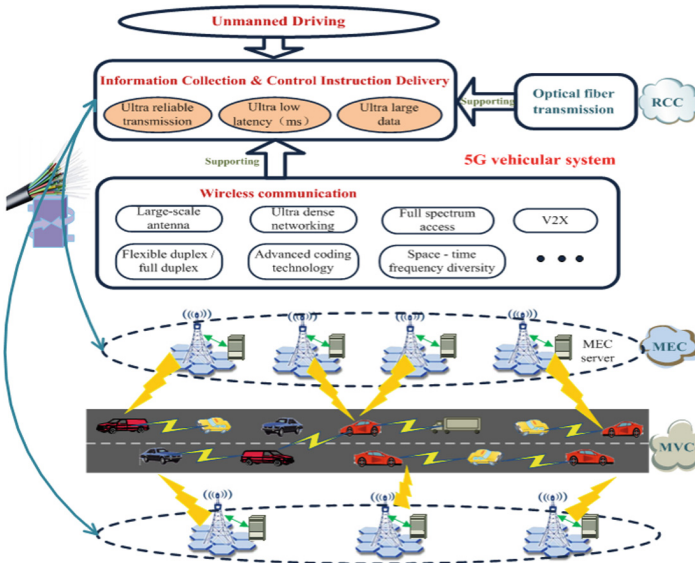 Unmanned Driving
Information Collection & Control Instruction Delivery
Ultra reliable
transmission
Ultra low
latency（ms）
Ultra large
data
Supporting
Optical fiber
transmission
RCC
Supporting
5G vehicular system
Wireless communication
Large-scale
antenna
Ultra dense
networking
Full spectrum
access
V2X
Flexible duplex /
full duplex
Advanced coding
technology
Space - time
frequency diversity
MEC
server
MEC
MVC